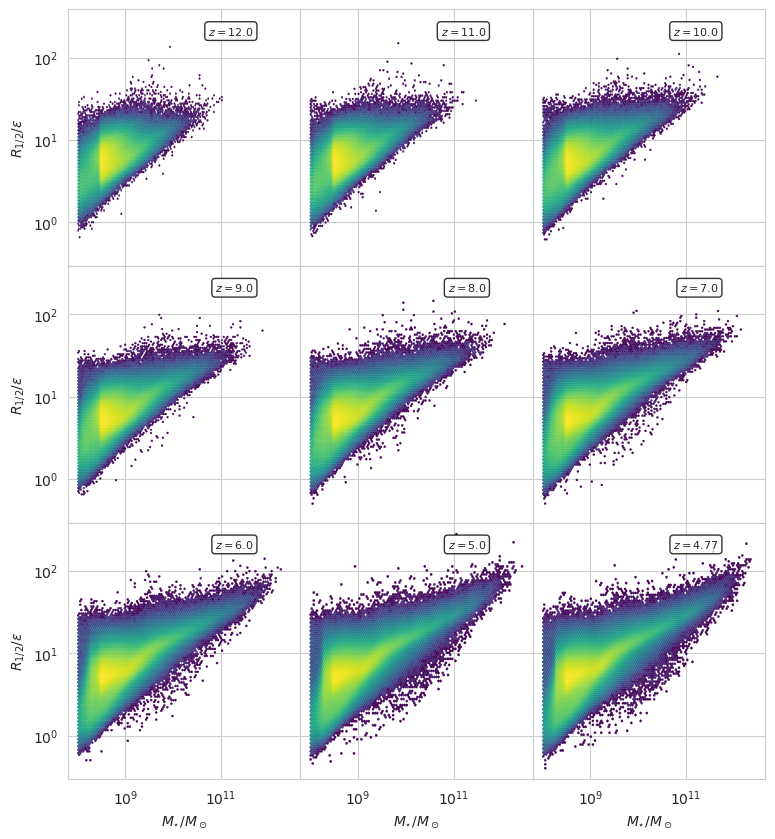 z = 12.0
z = 11.0
z = 10.0
10²
10¹
10⁰
R₁/₂/ε
z = 9.0
z = 8.0
z = 7.0
10²
10¹
10⁰
R₁/₂/ε
z = 6.0
z = 5.0
z = 4.77
10²
10¹
10⁰
R₁/₂/ε
10⁹ 10¹¹ 10⁹ 10¹¹ 10⁹ 10¹¹
M⋆/M⊙ M⋆/M⊙ M⋆/M⊙